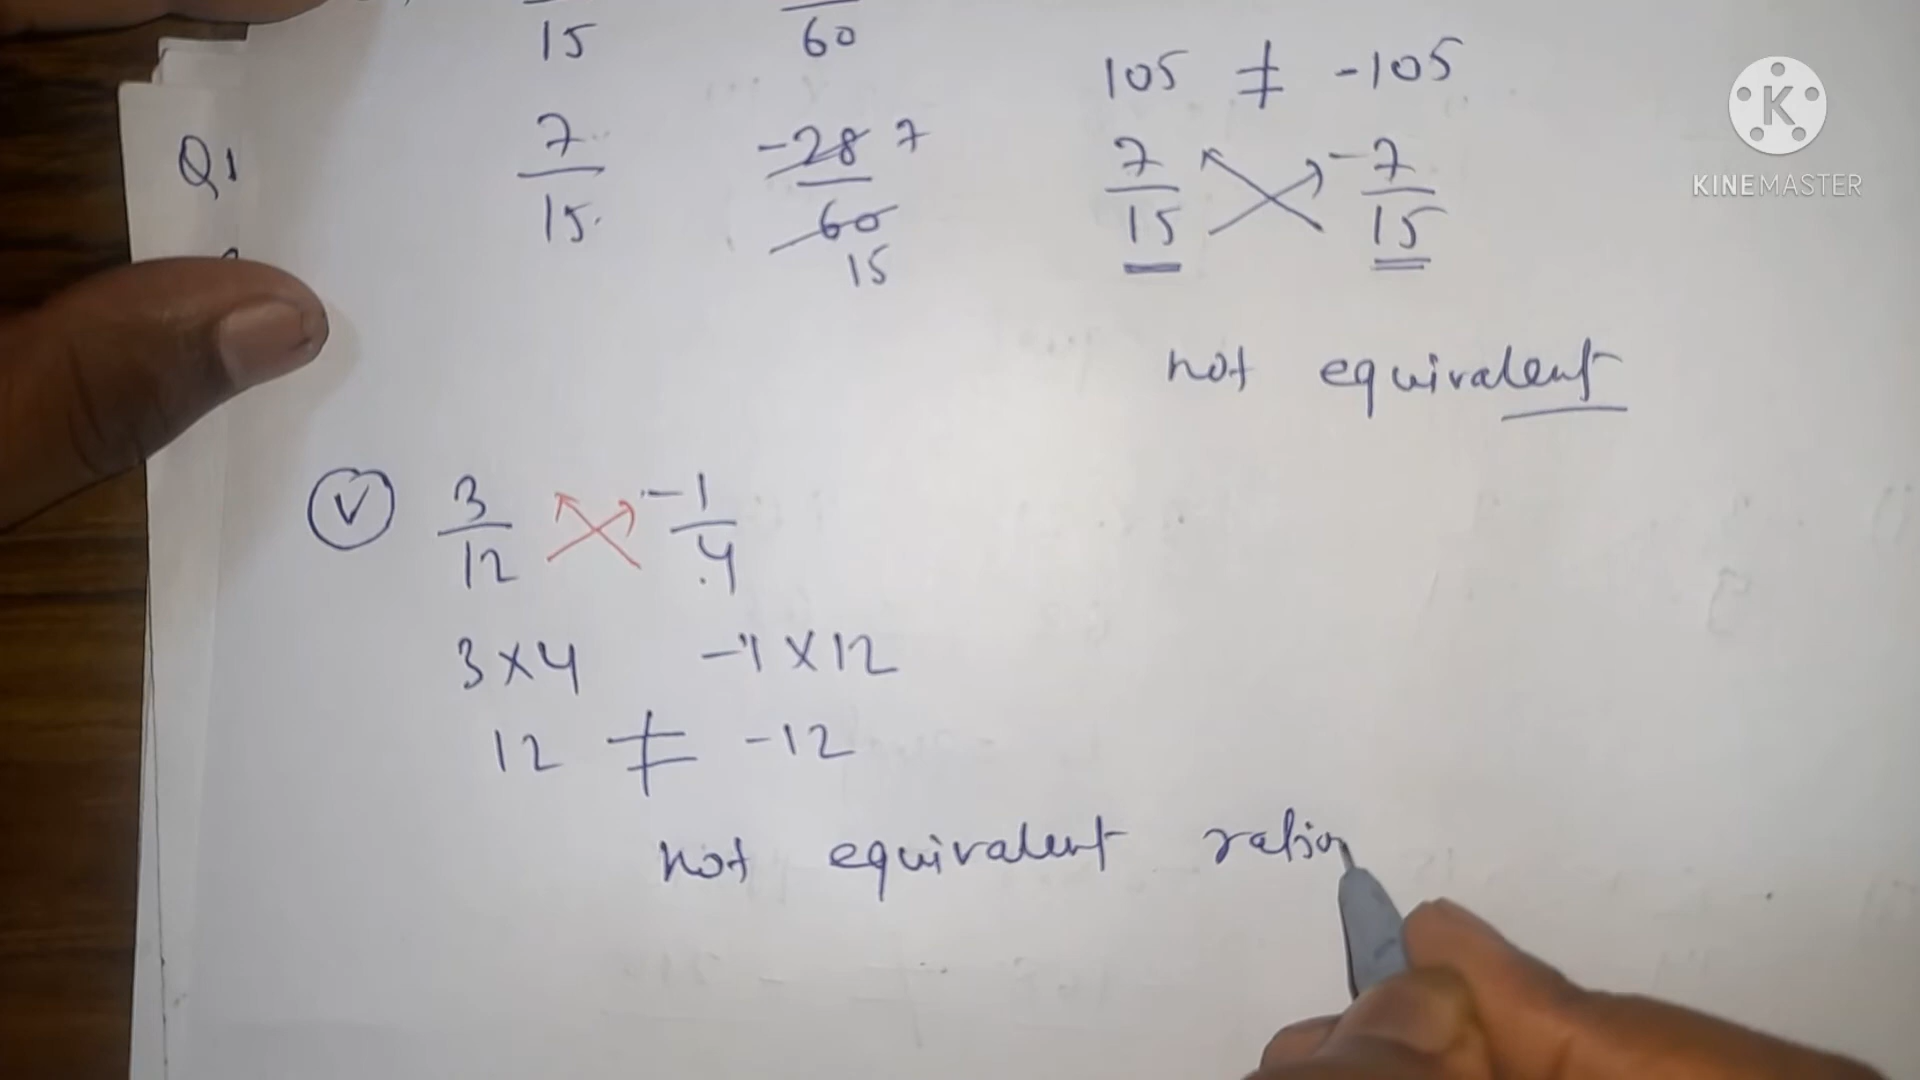 15 60
105 ≠ -105
Q1
7/15 -28/60 7 15
7/15 -7/15
not equivalent
V 3/12 -1/4
3×4 -1×12
12 ≠ -12
not equivalent ratio
K
KINEMASTER